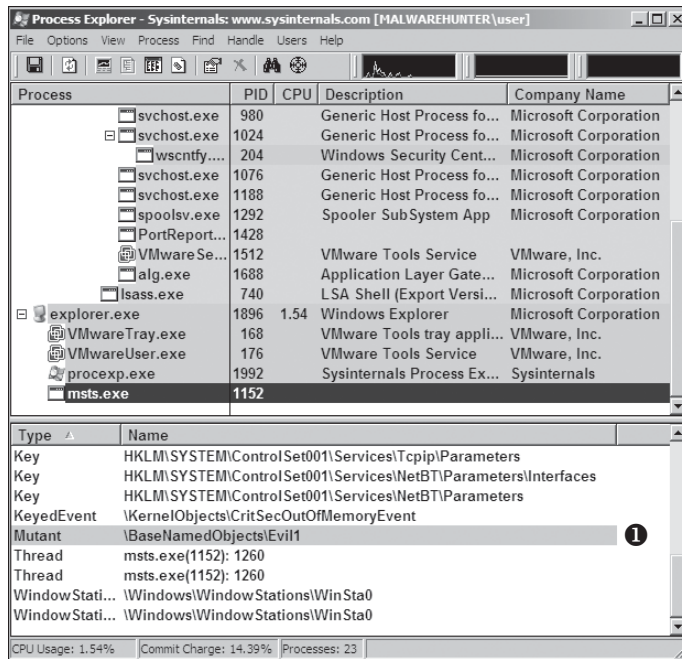 Process Explorer - Sysinternals: www.sysinternals.com [MALWAREHUNTER\user]
File Options View Process Find Handle Users Help
Process PID CPU Description Company Name
svchost.exe 980 Generic Host Process fo... Microsoft Corporation
svchost.exe 1024 Generic Host Process fo... Microsoft Corporation
wscntfy.... 204 Windows Security Cent... Microsoft Corporation
svchost.exe 1076 Generic Host Process fo... Microsoft Corporation
svchost.exe 1188 Generic Host Process fo... Microsoft Corporation
spoolsv.exe 1292 Spooler SubSystem App Microsoft Corporation
PortReport... 1428
VMwareSe... 1512 VMware Tools Service VMware, Inc.
alg.exe 1688 Application Layer Gate... Microsoft Corporation
lsass.exe 740 LSA Shell (Export Versi... Microsoft Corporation
explorer.exe 1896 1.54 Windows Explorer Microsoft Corporation
VMwareTray.exe 168 VMware Tools tray appli... VMware, Inc.
VMwareUser.exe 176 VMware Tools Service VMware, Inc.
procexp.exe 1992 Sysinternals Process Ex... Sysinternals
msts.exe 1152
Type Name
Key HKLM\SYSTEM\ControlSet001\Services\Tcpip\Parameters
Key HKLM\SYSTEM\ControlSet001\Services\NetBT\Parameters\Interfaces
Key HKLM\SYSTEM\ControlSet001\Services\NetBT\Parameters
KeyedEvent \KernelObjects\CritSecOutOfMemoryEvent
Mutant \BaseNamedObjects\Evil1 ❶
Thread msts.exe(1152): 1260
Thread msts.exe(1152): 1260
WindowStati... \Windows\WindowStations\WinSta0
WindowStati... \Windows\WindowStations\WinSta0
CPU Usage: 1.54% Commit Charge: 14.39% Processes: 23